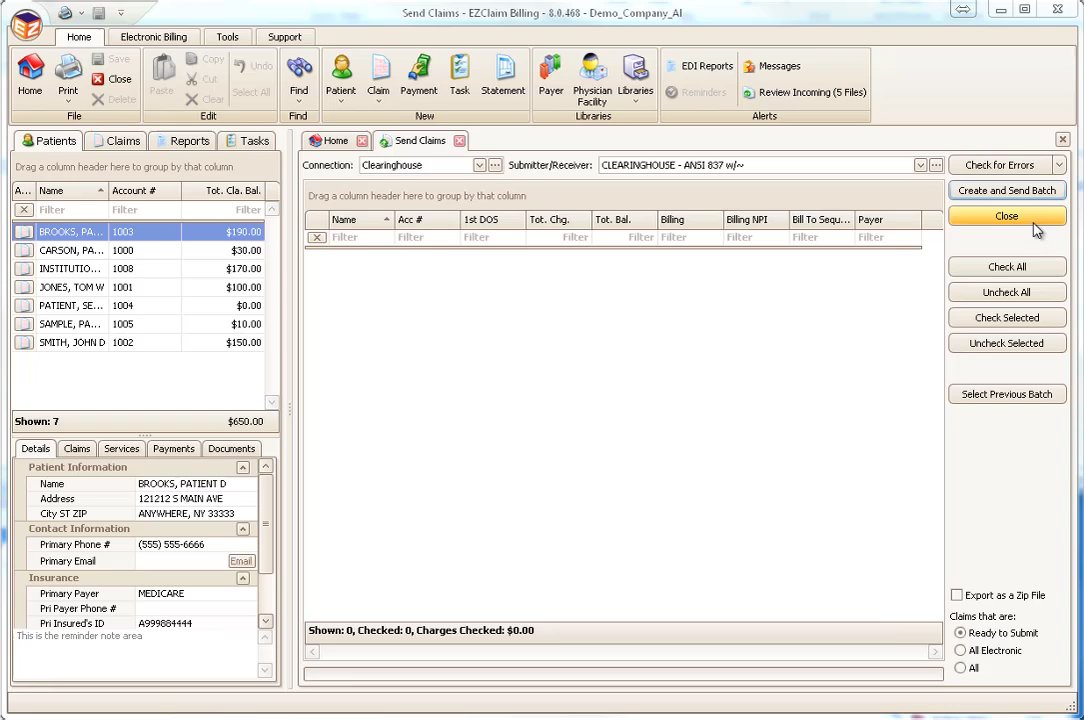 Send Claims - EZClaim Billing - 8.0.468 - Demo_Company_AI
EZ
Home Electronic Billing Tools Support
Home Print Save Close Delete Paste Copy Cut Clear Undo Select All Find Patient Claim Payment Task Statement Payer Physician Facility Libraries EDI Reports Reminders Messages Review Incoming (5 Files)
File Edit Find New Libraries Alerts
Patients Claims Reports Tasks
Drag a column header here to group by that column
A... Name Account # Tot. Cla. Bal.
Filter Filter Filter
BROOKS, PA... 1003 $190.00
CARSON, PA... 1000 $30.00
INSTITUTIO... 1008 $170.00
JONES, TOM W 1001 $100.00
PATIENT, SE... 1004 $0.00
SAMPLE, PA... 1005 $10.00
SMITH, JOHN D 1002 $150.00
Shown: 7 $650.00
Details Claims Services Payments Documents
Patient Information
Name BROOKS, PATIENT D
Address 121212 S MAIN AVE
City ST ZIP ANYWHERE, NY 33333
Contact Information
Primary Phone # (555) 555-6666
Primary Email Email
Insurance
Primary Payer MEDICARE
Pri Payer Phone #
Pri Insured's ID A999884444
This is the reminder note area
Home Send Claims
Connection: Clearinghouse Submitter/Receiver: CLEARINGHOUSE - ANSI 837 w/~
Drag a column header here to group by that column
Name Acc # 1st DOS Tot. Chg. Tot. Bal. Billing Billing NPI Bill To Sequ... Payer
Filter Filter Filter Filter Filter Filter Filter Filter Filter
Shown: 0, Checked: 0, Charges Checked: $0.00
Check for Errors
Create and Send Batch
Close
Check All
Uncheck All
Check Selected
Uncheck Selected
Select Previous Batch
Export as a Zip File
Claims that are:
Ready to Submit
All Electronic
All